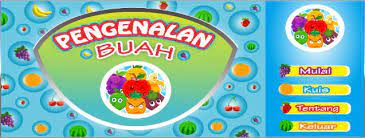 PENGENALAN
BUAH
Mulai
Kuis
Tentang
Keluar